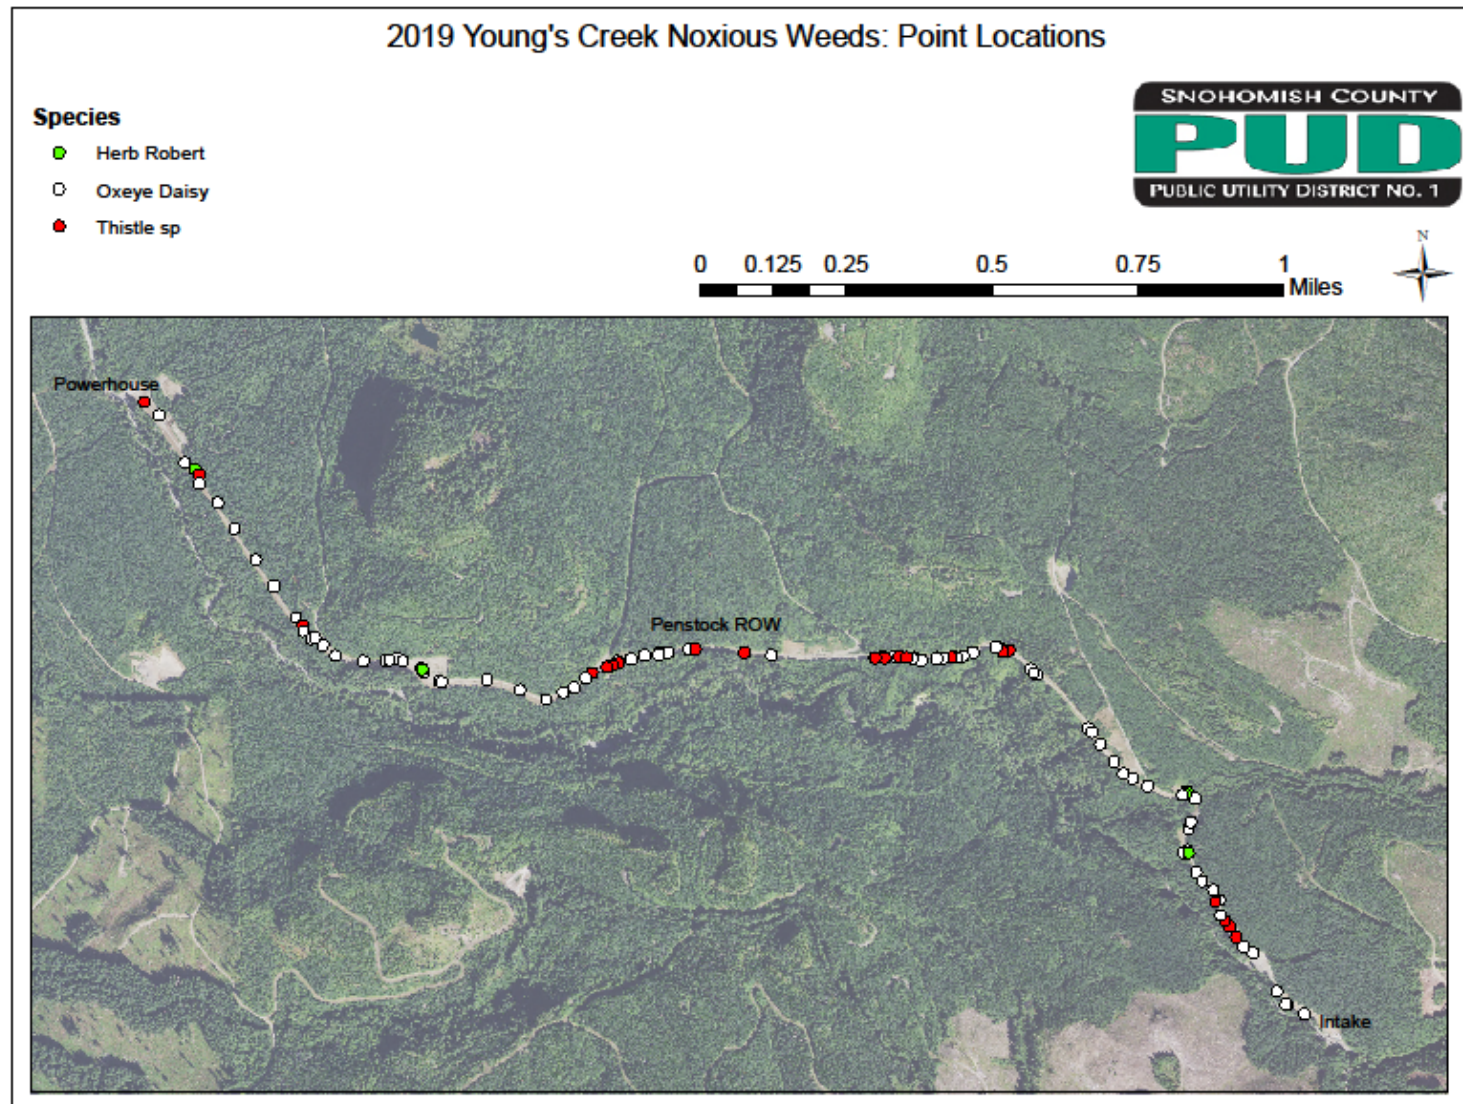 2019 Young's Creek Noxious Weeds: Point Locations
SNOHOMISH COUNTY
PUD
PUBLIC UTILITY DISTRICT NO. 1
Species
Herb Robert
Oxeye Daisy
Thistle sp
N
0 0.125 0.25 0.5 0.75 1
Miles
Powerhouse
Penstock ROW
Intake